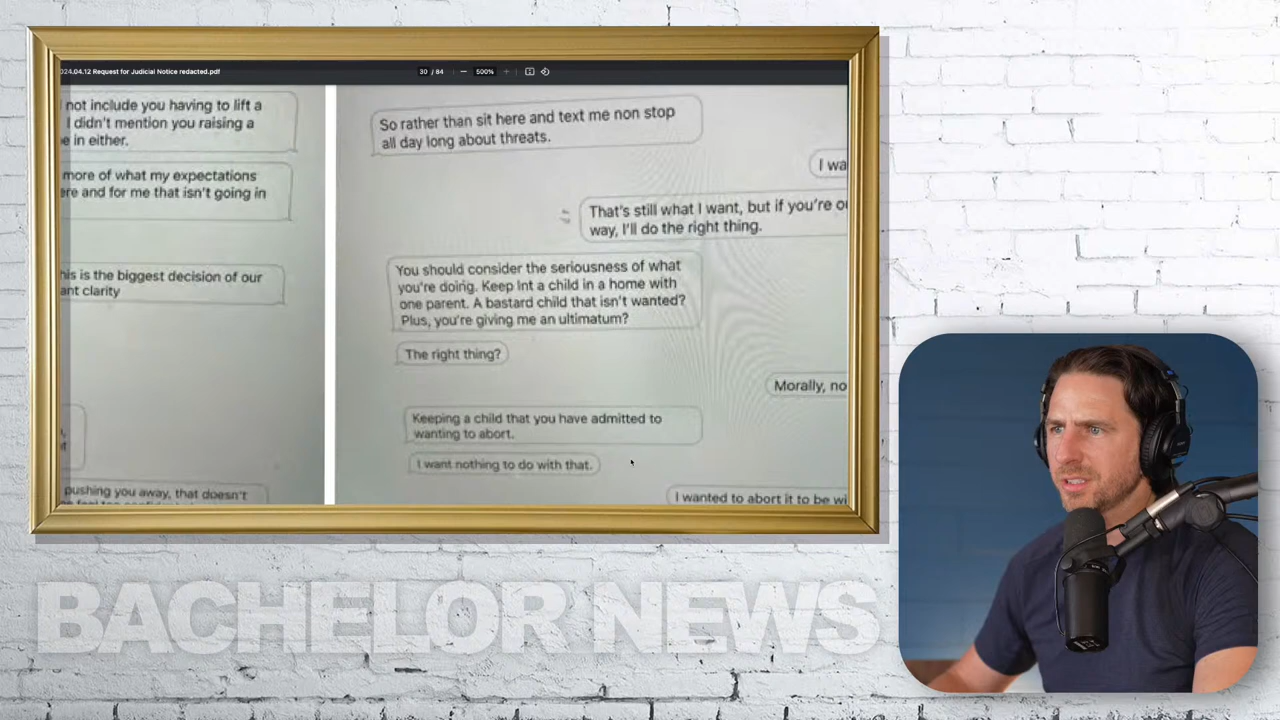 024.04.12 Request for Judicial Notice redacted.pdf
30 / 84
500%
not include you having to lift a
I didn't mention you raising a
e in either.
more of what my expectations
ere and for me that isn't going in
his is the biggest decision of our
ant clarity
pushing you away, that doesn't
So rather than sit here and text me non stop
all day long about threats.
I wa
That's still what I want, but if you're o
way, I'll do the right thing.
You should consider the seriousness of what
you're doing. Keep Int a child in a home with
one parent. A bastard child that isn't wanted?
Plus, you're giving me an ultimatum?
The right thing?
Morally, no
Keeping a child that you have admitted to
wanting to abort.
I want nothing to do with that.
I wanted to abort it to be wi
BACHELOR NEWS